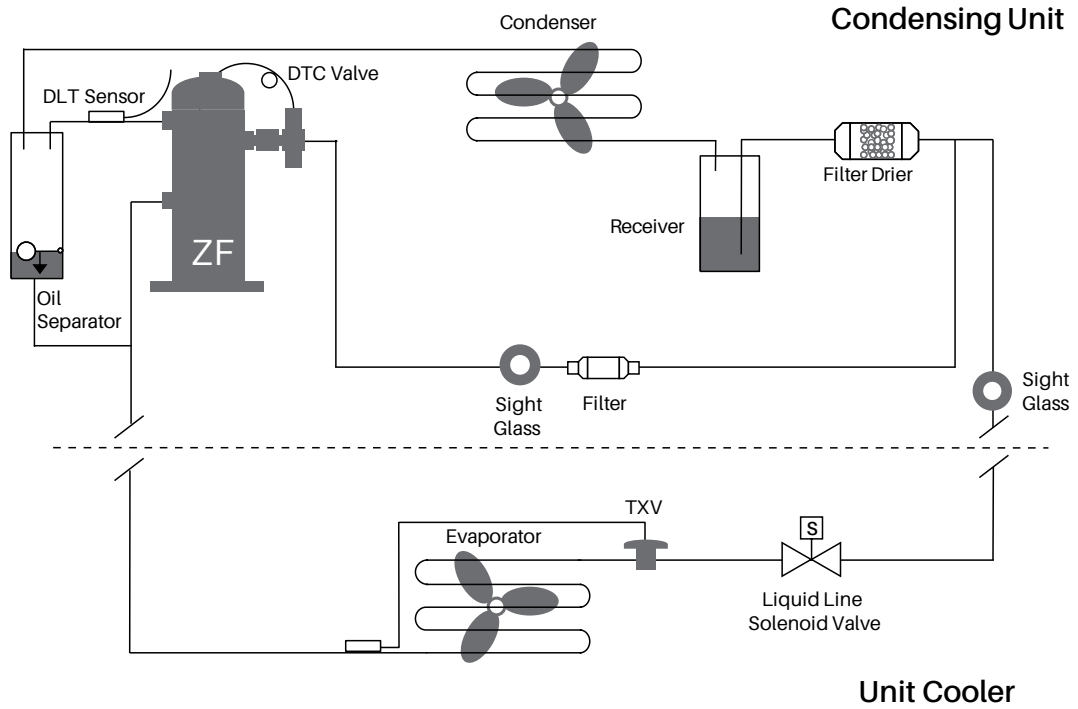 Condensing Unit
Condenser
DTC Valve
DLT Sensor
Filter Drier
Receiver
ZF
Oil
Separator
Sight
Glass
Filter
Sight
Glass
TXV
Evaporator
S
Liquid Line
Solenoid Valve
Unit Cooler